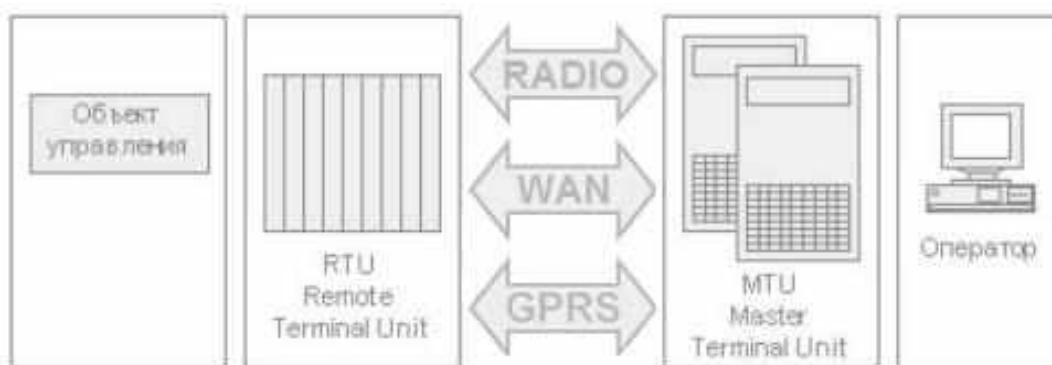 Объект
управления
RTU
Remote
Terminal Unit
RADIO
WAN
GPRS
MTU
Master
Terminal Unit
Оператор